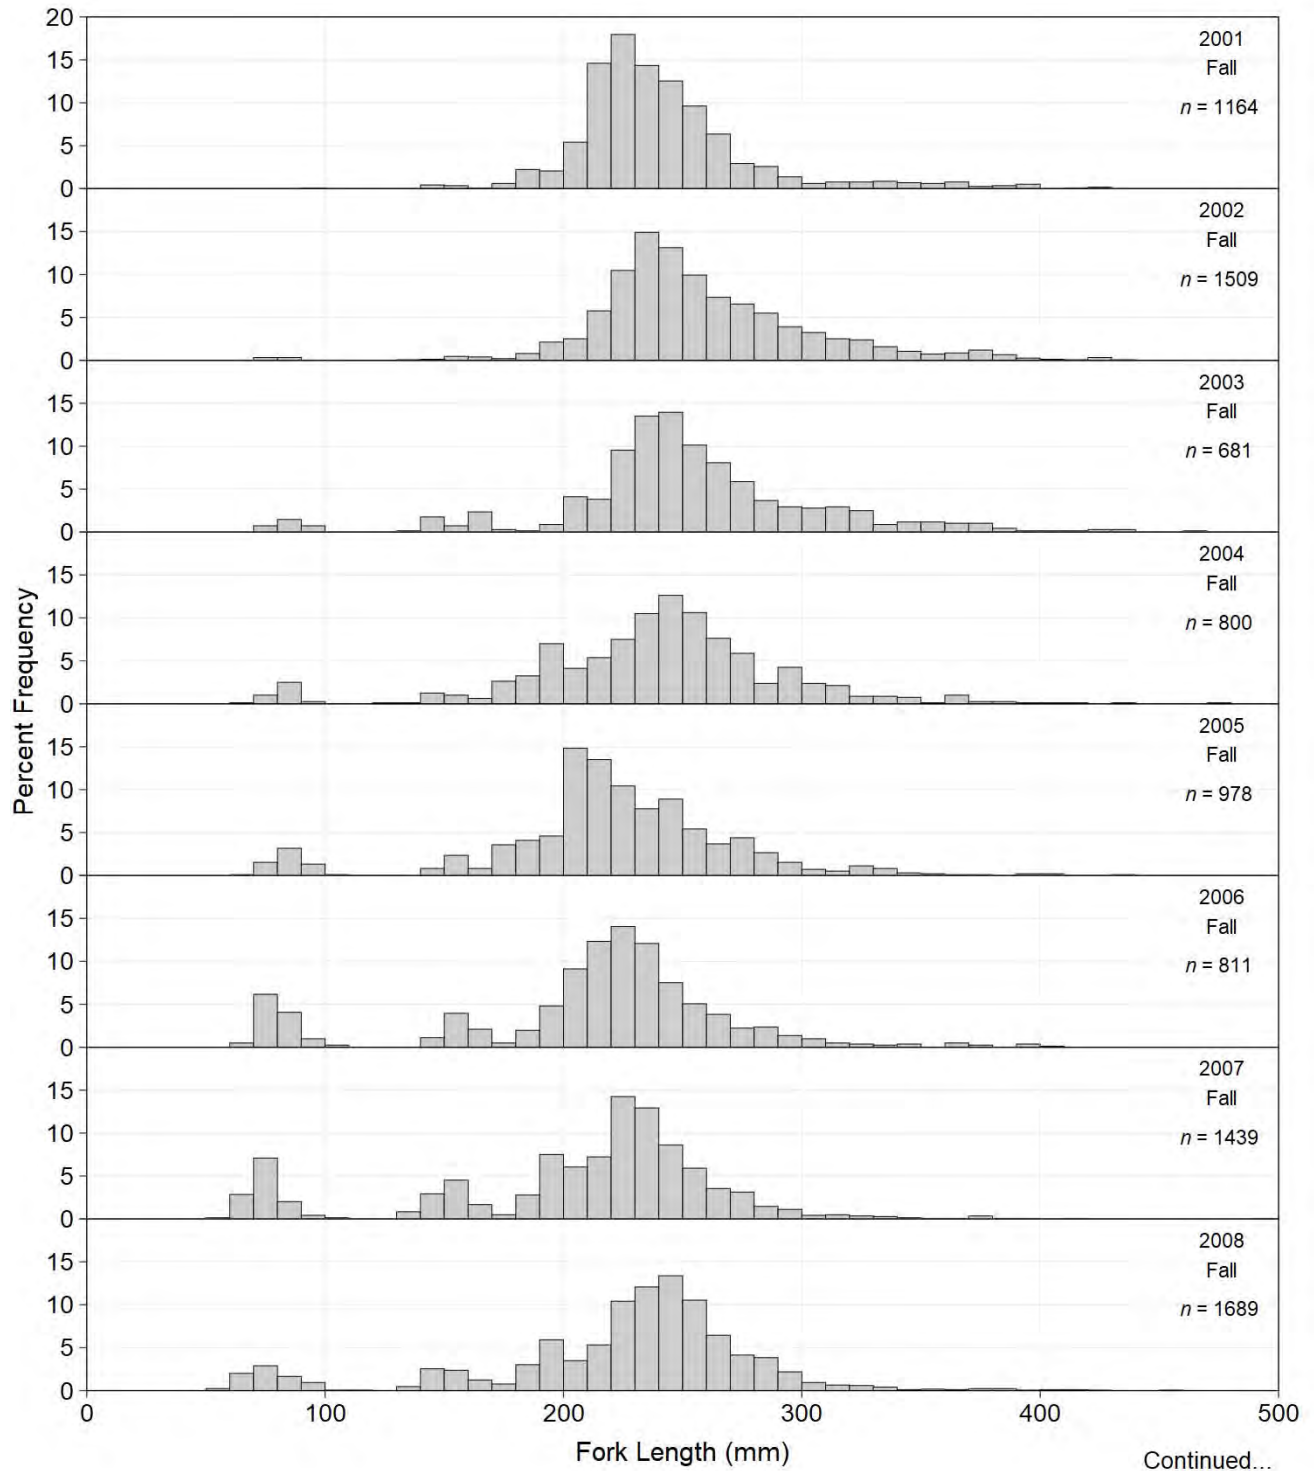 20
15
10
5
0
2001
Fall
n = 1164
15
10
5
0
2002
Fall
n = 1509
15
10
5
0
2003
Fall
n = 681
15
10
5
0
2004
Fall
n = 800
Percent Frequency
15
10
5
0
2005
Fall
n = 978
15
10
5
0
2006
Fall
n = 811
15
10
5
0
2007
Fall
n = 1439
15
10
5
0
2008
Fall
n = 1689
0 100 200 300 400 500
Fork Length (mm)
Continued...